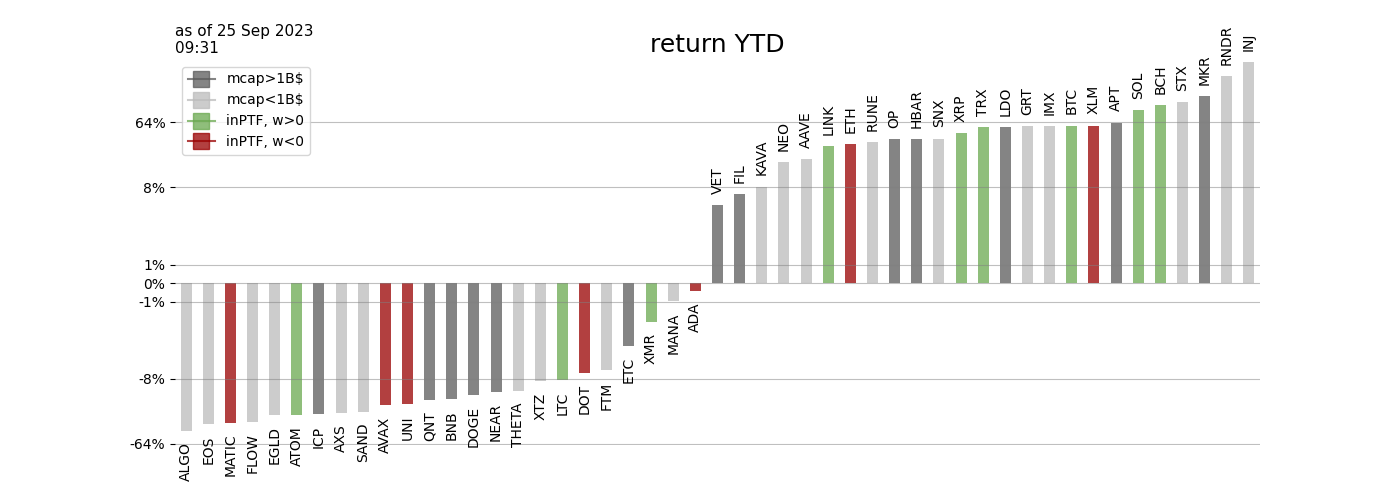 as of 25 Sep 2023
09:31
return YTD
mcap>1B$
mcap<1B$
inPTF, w>0
inPTF, w<0
64%
8%
1%
0%
-1%
-8%
-64%
ALGO
EOS
MATIC
FLOW
EGLD
ATOM
ICP
AXS
SAND
AVAX
UNI
QNT
BNB
DOGE
NEAR
THETA
XTZ
LTC
DOT
FTM
ETC
XMR
MANA
ADA
VET
FIL
KAVA
NEO
AAVE
LINK
ETH
RUNE
OP
HBAR
SNX
XRP
TRX
LDO
GRT
IMX
BTC
XLM
APT
SOL
BCH
STX
MKR
RNDR
INJ